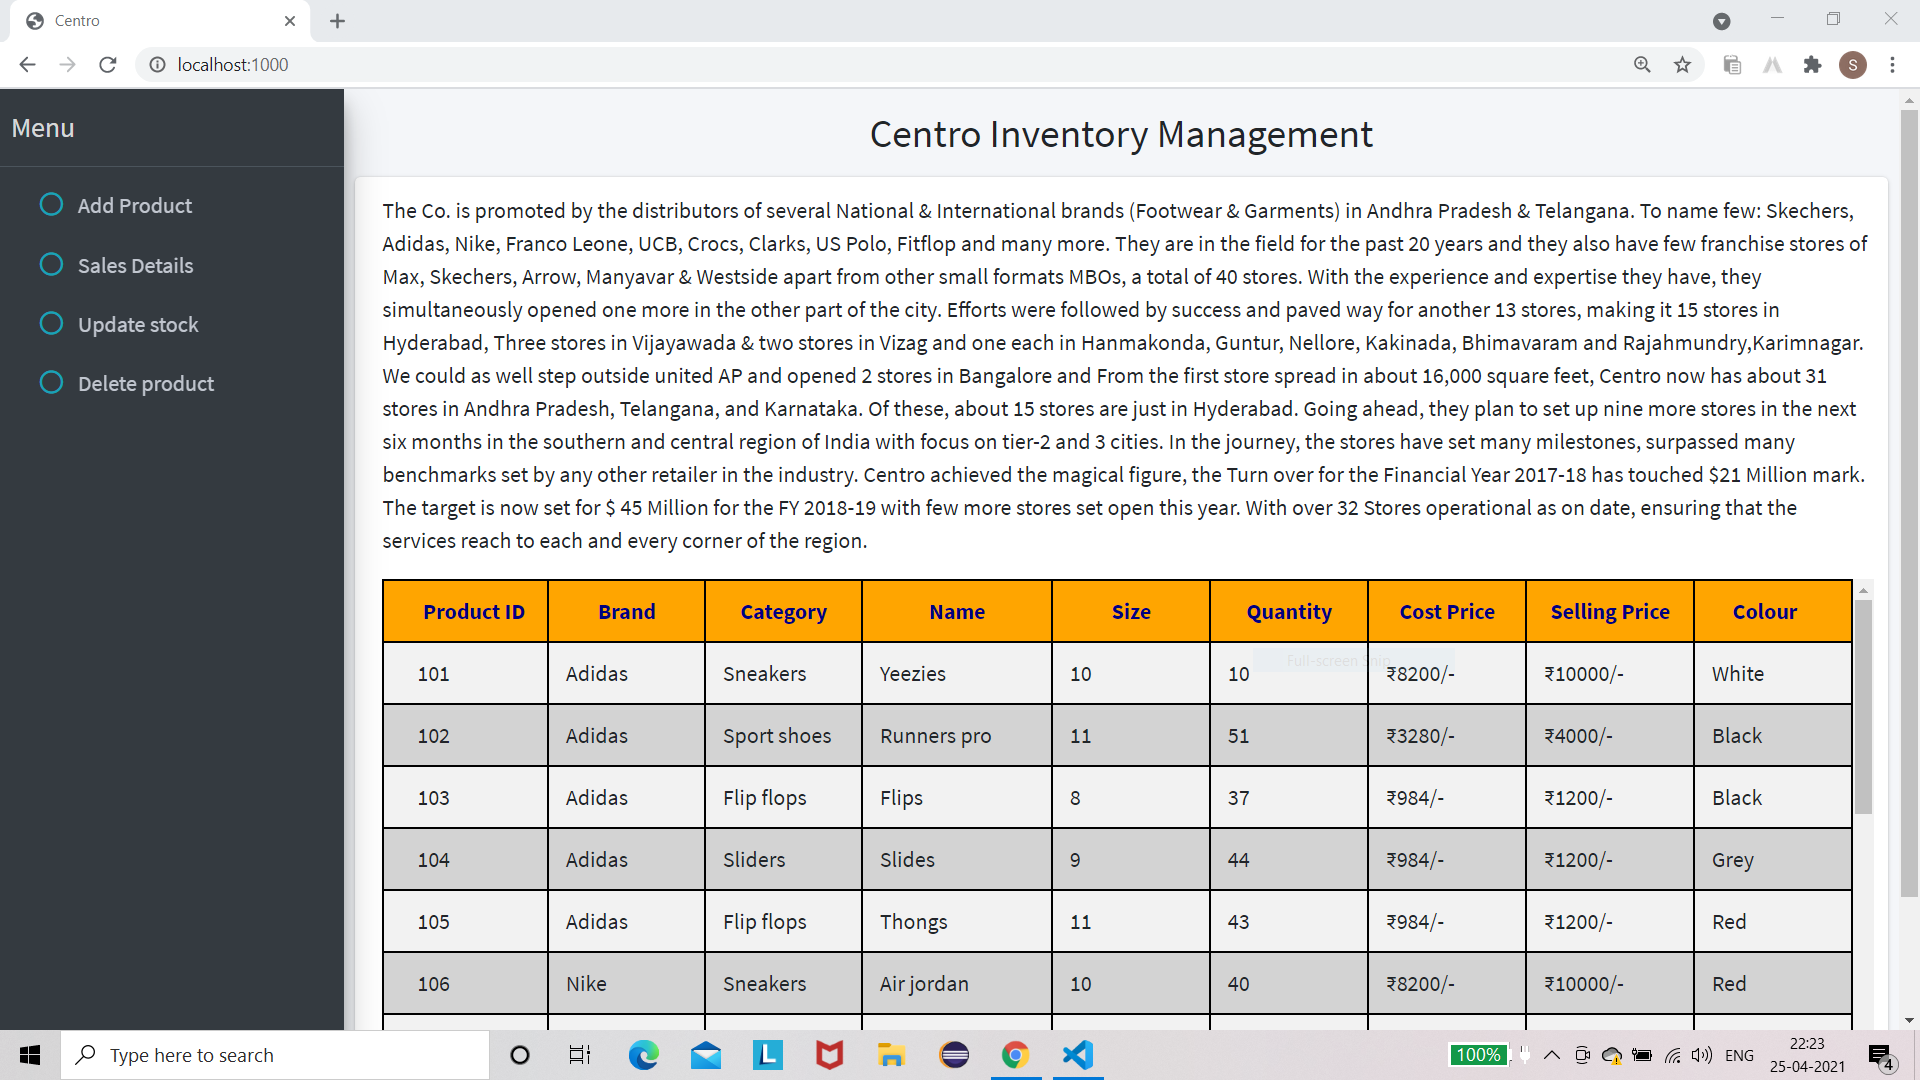 Centro
localhost:1000
S
Menu
Add Product
Sales Details
Update stock
Delete product
Centro Inventory Management
The Co. is promoted by the distributors of several National & International brands (Footwear & Garments) in Andhra Pradesh & Telangana. To name few: Skechers,
Adidas, Nike, Franco Leone, UCB, Crocs, Clarks, US Polo, Fitflop and many more. They are in the field for the past 20 years and they also have few franchise stores of
Max, Skechers, Arrow, Manyavar & Westside apart from other small formats MBOs, a total of 40 stores. With the experience and expertise they have, they
simultaneously opened one more in the other part of the city. Efforts were followed by success and paved way for another 13 stores, making it 15 stores in
Hyderabad, Three stores in Vijayawada & two stores in Vizag and one each in Hanmakonda, Guntur, Nellore, Kakinada, Bhimavaram and Rajahmundry,Karimnagar.
We could as well step outside united AP and opened 2 stores in Bangalore and From the first store spread in about 16,000 square feet, Centro now has about 31
stores in Andhra Pradesh, Telangana, and Karnataka. Of these, about 15 stores are just in Hyderabad. Going ahead, they plan to set up nine more stores in the next
six months in the southern and central region of India with focus on tier-2 and 3 cities. In the journey, the stores have set many milestones, surpassed many
benchmarks set by any other retailer in the industry. Centro achieved the magical figure, the Turn over for the Financial Year 2017-18 has touched $21 Million mark.
The target is now set for $ 45 Million for the FY 2018-19 with few more stores set open this year. With over 32 Stores operational as on date, ensuring that the
services reach to each and every corner of the region.
Product ID Brand Category Name Size Quantity Cost Price Selling Price Colour
Full-screen Snip
101 Adidas Sneakers Yeezies 10 10 ₹8200/- ₹10000/- White
102 Adidas Sport shoes Runners pro 11 51 ₹3280/- ₹4000/- Black
103 Adidas Flip flops Flips 8 37 ₹984/- ₹1200/- Black
104 Adidas Sliders Slides 9 44 ₹984/- ₹1200/- Grey
105 Adidas Flip flops Thongs 11 43 ₹984/- ₹1200/- Red
106 Nike Sneakers Air jordan 10 40 ₹8200/- ₹10000/- Red
Type here to search
L
100%
ENG
22:23
25-04-2021
4